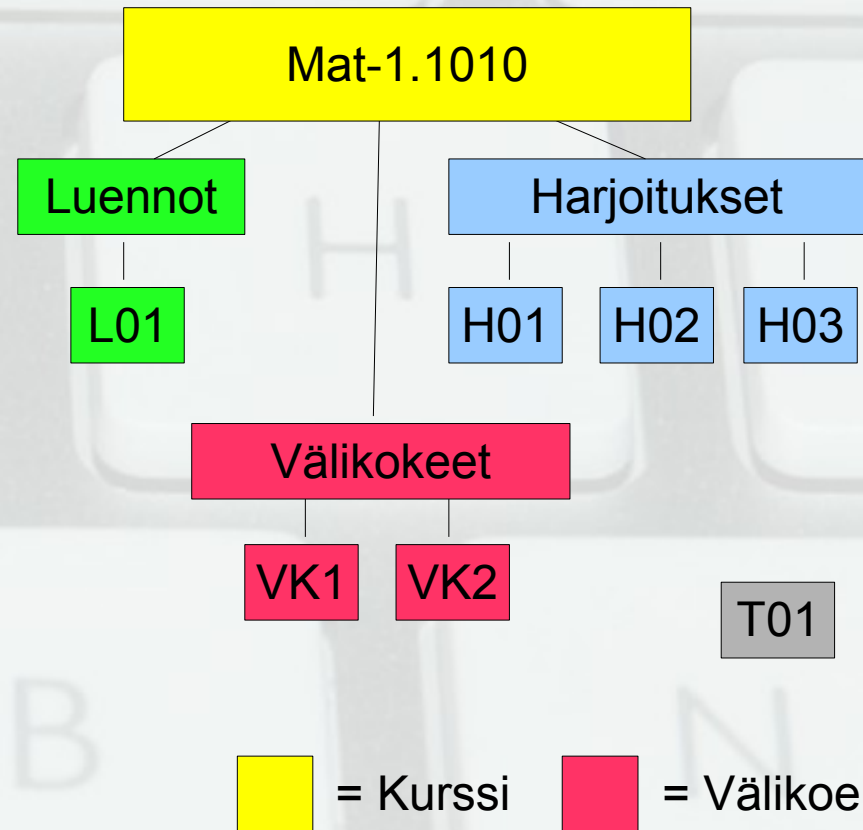 Mat-1.1010
Luennot Harjoitukset
L01 H01 H02 H03
Välikokeet
VK1 VK2
T01
= Kurssi = Välikoe
H
B
N